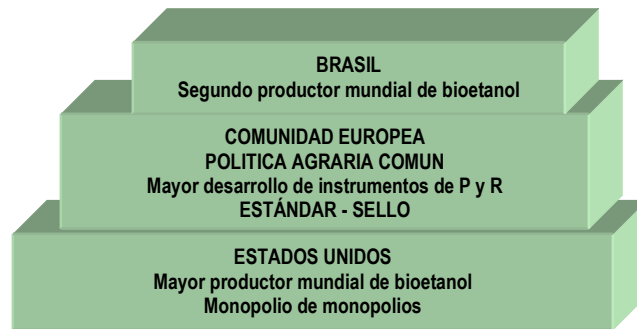 BRASIL
Segundo productor mundial de bioetanol
COMUNIDAD EUROPEA
POLITICA AGRARIA COMUN
Mayor desarrollo de instrumentos de P y R
ESTÁNDAR - SELLO
ESTADOS UNIDOS
Mayor productor mundial de bioetanol
Monopolio de monopolios